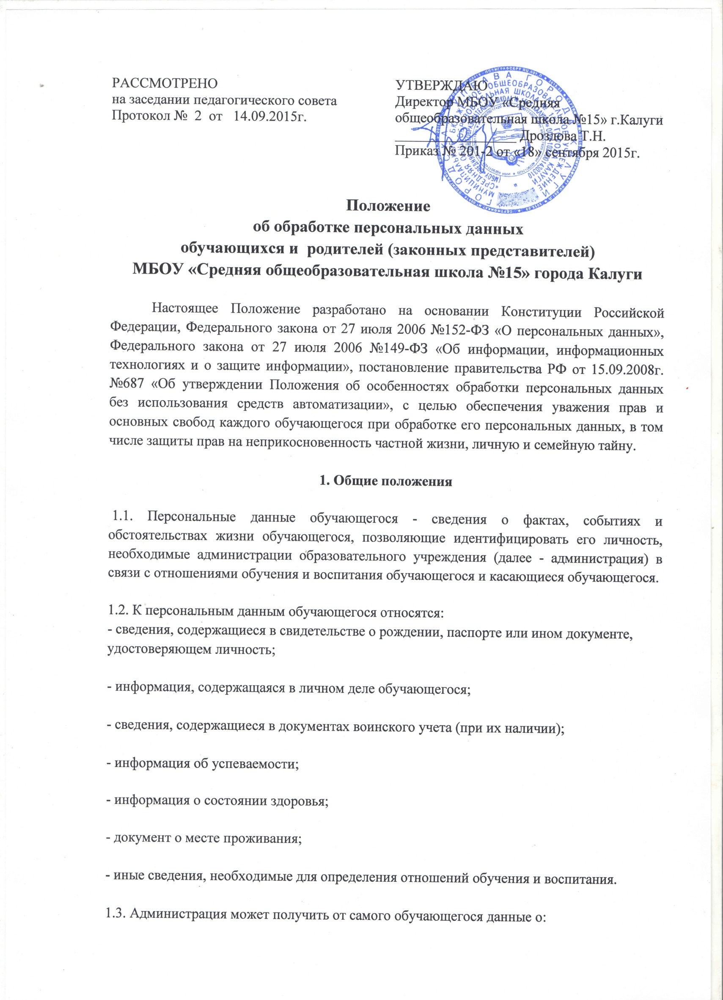 РАССМОТРЕНО
на заседании педагогического совета
Протокол № 2 от 14.09.2015г.
УТВЕРЖДАЮ
Директор МБОУ «Средняя
общеобразовательная школа №15» г.Калуги
_________________ Дроздова Т.Н.
Приказ № 201-2 от «18» сентября 2015г.
ГОРОДСКАЯ УПРАВА ГОРОДА КАЛУГИ
Положение
об обработке персональных данных
обучающихся и родителей (законных представителей)
МБОУ «Средняя общеобразовательная школа №15» города Калуги
Настоящее Положение разработано на основании Конституции Российской
Федерации, Федерального закона от 27 июля 2006 №152-ФЗ «О персональных данных»,
Федерального закона от 27 июля 2006 №149-ФЗ «Об информации, информационных
технологиях и о защите информации», постановление правительства РФ от 15.09.2008г.
№687 «Об утверждении Положения об особенностях обработки персональных данных
без использования средств автоматизации», с целью обеспечения уважения прав и
основных свобод каждого обучающегося при обработке его персональных данных, в том
числе защиты прав на неприкосновенность частной жизни, личную и семейную тайну.
1. Общие положения
1.1. Персональные данные обучающегося - сведения о фактах, событиях и
обстоятельствах жизни обучающегося, позволяющие идентифицировать его личность,
необходимые администрации образовательного учреждения (далее - администрация) в
связи с отношениями обучения и воспитания обучающегося и касающиеся обучающегося.
1.2. К персональным данным обучающегося относятся:
- сведения, содержащиеся в свидетельстве о рождении, паспорте или ином документе,
удостоверяющем личность;
- информация, содержащаяся в личном деле обучающегося;
- сведения, содержащиеся в документах воинского учета (при их наличии);
- информация об успеваемости;
- информация о состоянии здоровья;
- документ о месте проживания;
- иные сведения, необходимые для определения отношений обучения и воспитания.
1.3. Администрация может получить от самого обучающегося данные о: